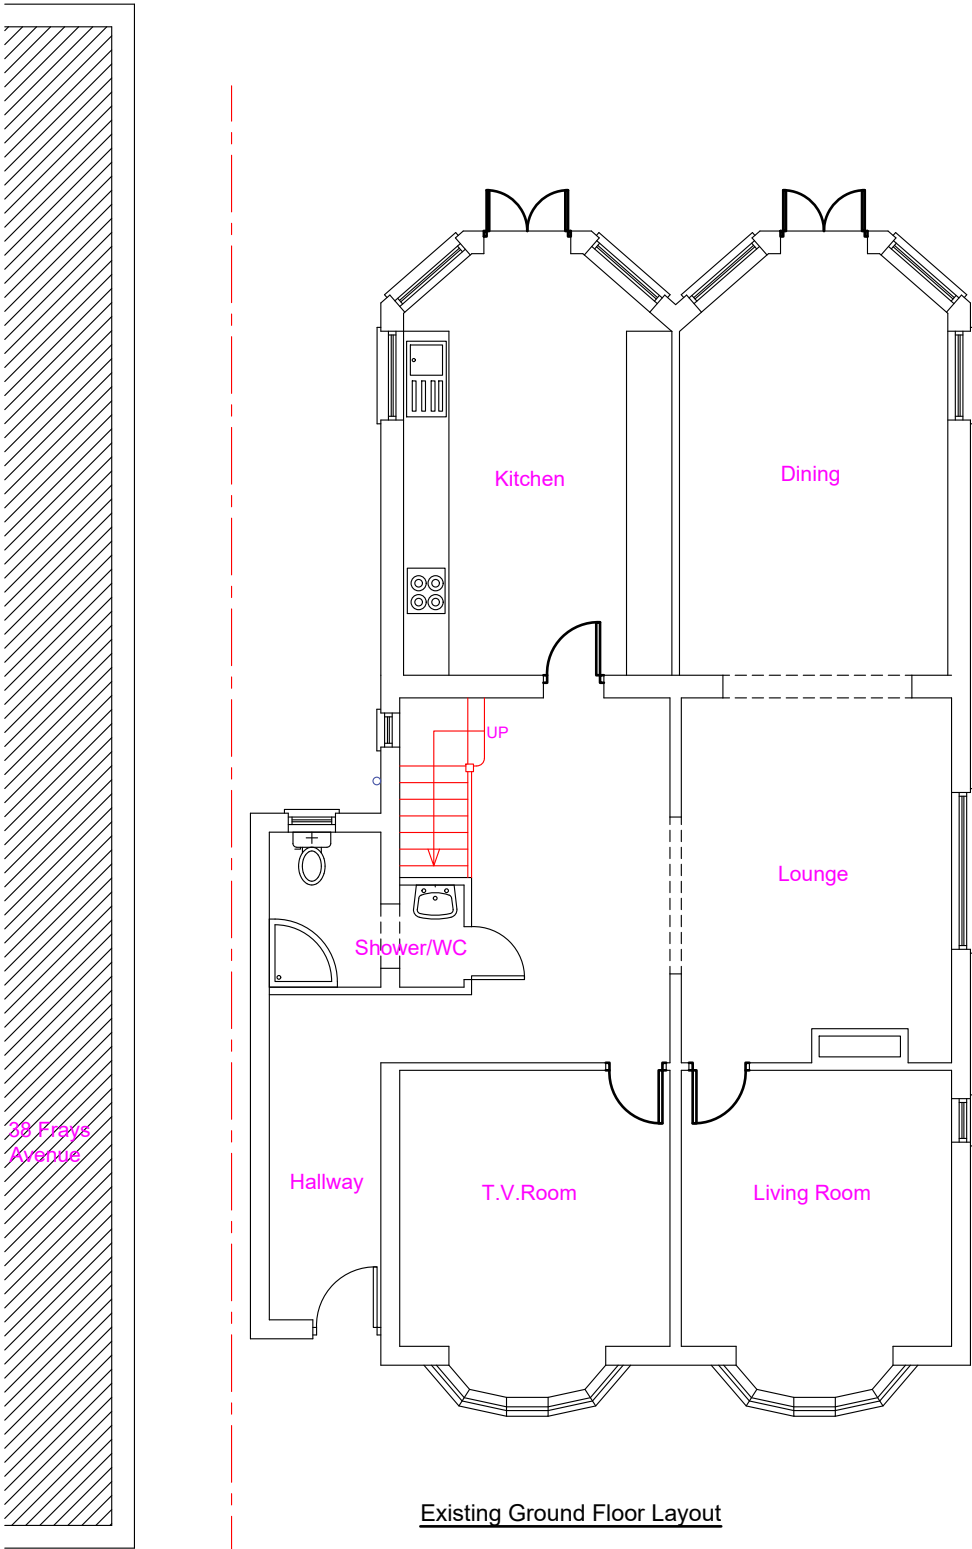 Kitchen
Dining
UP
Lounge
Shower/WC
38 Frays
Avenue
Hallway
T.V.Room
Living Room
Existing Ground Floor Layout